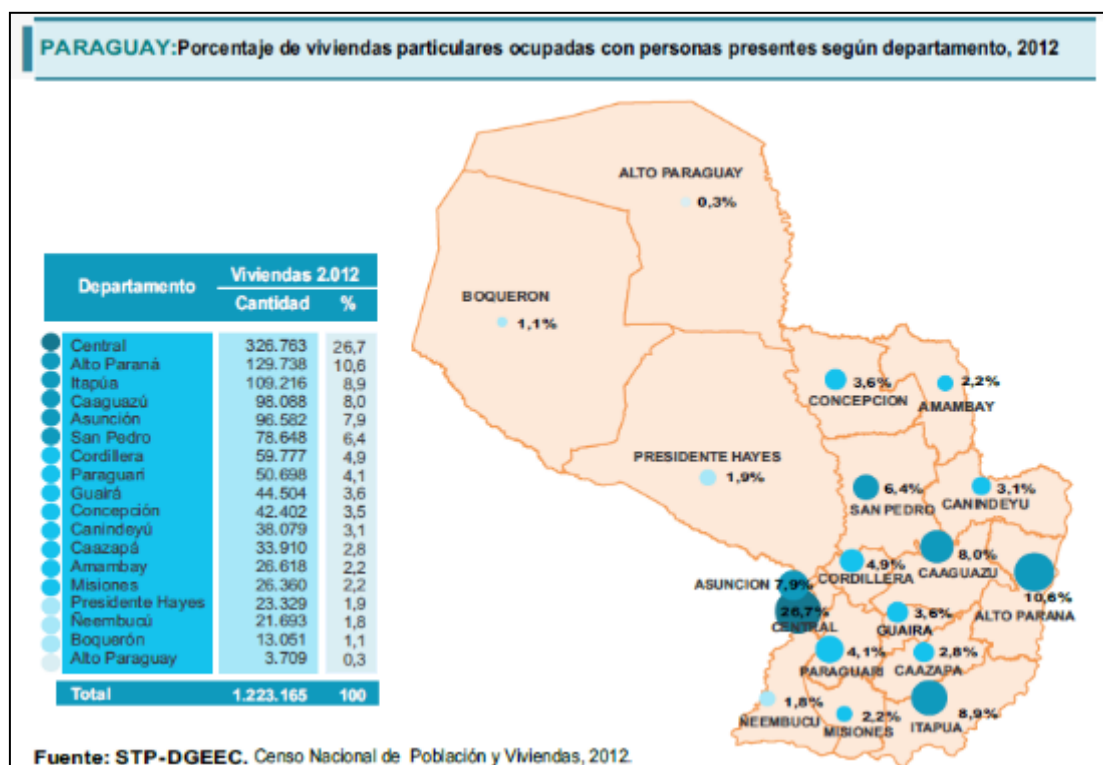 PARAGUAY:Porcentaje de viviendas particulares ocupadas con personas presentes según departamento, 2012
Departamento Viviendas 2.012
Cantidad %
Central 326.763 26,7
Alto Paraná 129.738 10,6
Itapúa 109.216 8,9
Caaguazú 98.088 8,0
Asunción 96.582 7,9
San Pedro 78.648 6,4
Cordillera 59.777 4,9
Paraguari 50.698 4,1
Guairá 44.504 3,6
Concepción 42.402 3,5
Canindeyú 38.079 3,1
Caazapá 33.910 2,8
Amambay 26.618 2,2
Misiones 26.360 2,2
Presidente Hayes 23.329 1,9
Ñeembucú 21.693 1,8
Boquerón 13.051 1,1
Alto Paraguay 3.709 0,3
Total 1.223.165 100
ALTO PARAGUAY
0,3%
BOQUERON
1,1%
3,6%
CONCEPCION
2,2%
AMAMBAY
PRESIDENTE HAYES
1,9%
6,4%
SAN PEDRO
3,1%
CANINDEYU
8,0%
CAAGUAZU
4,9%
CORDILLERA
ASUNCION 7,9%
10,6%
ALTO PARANA
26,7%
CENTRAL
3,6%
GUAIRA
4,1%
PARAGUARI
2,8%
CAAZAPA
1,8%
ÑEEMBUCU
2,2%
MISIONES
8,9%
ITAPUA
Fuente: STP-DGEEC. Censo Nacional de Población y Viviendas, 2012.